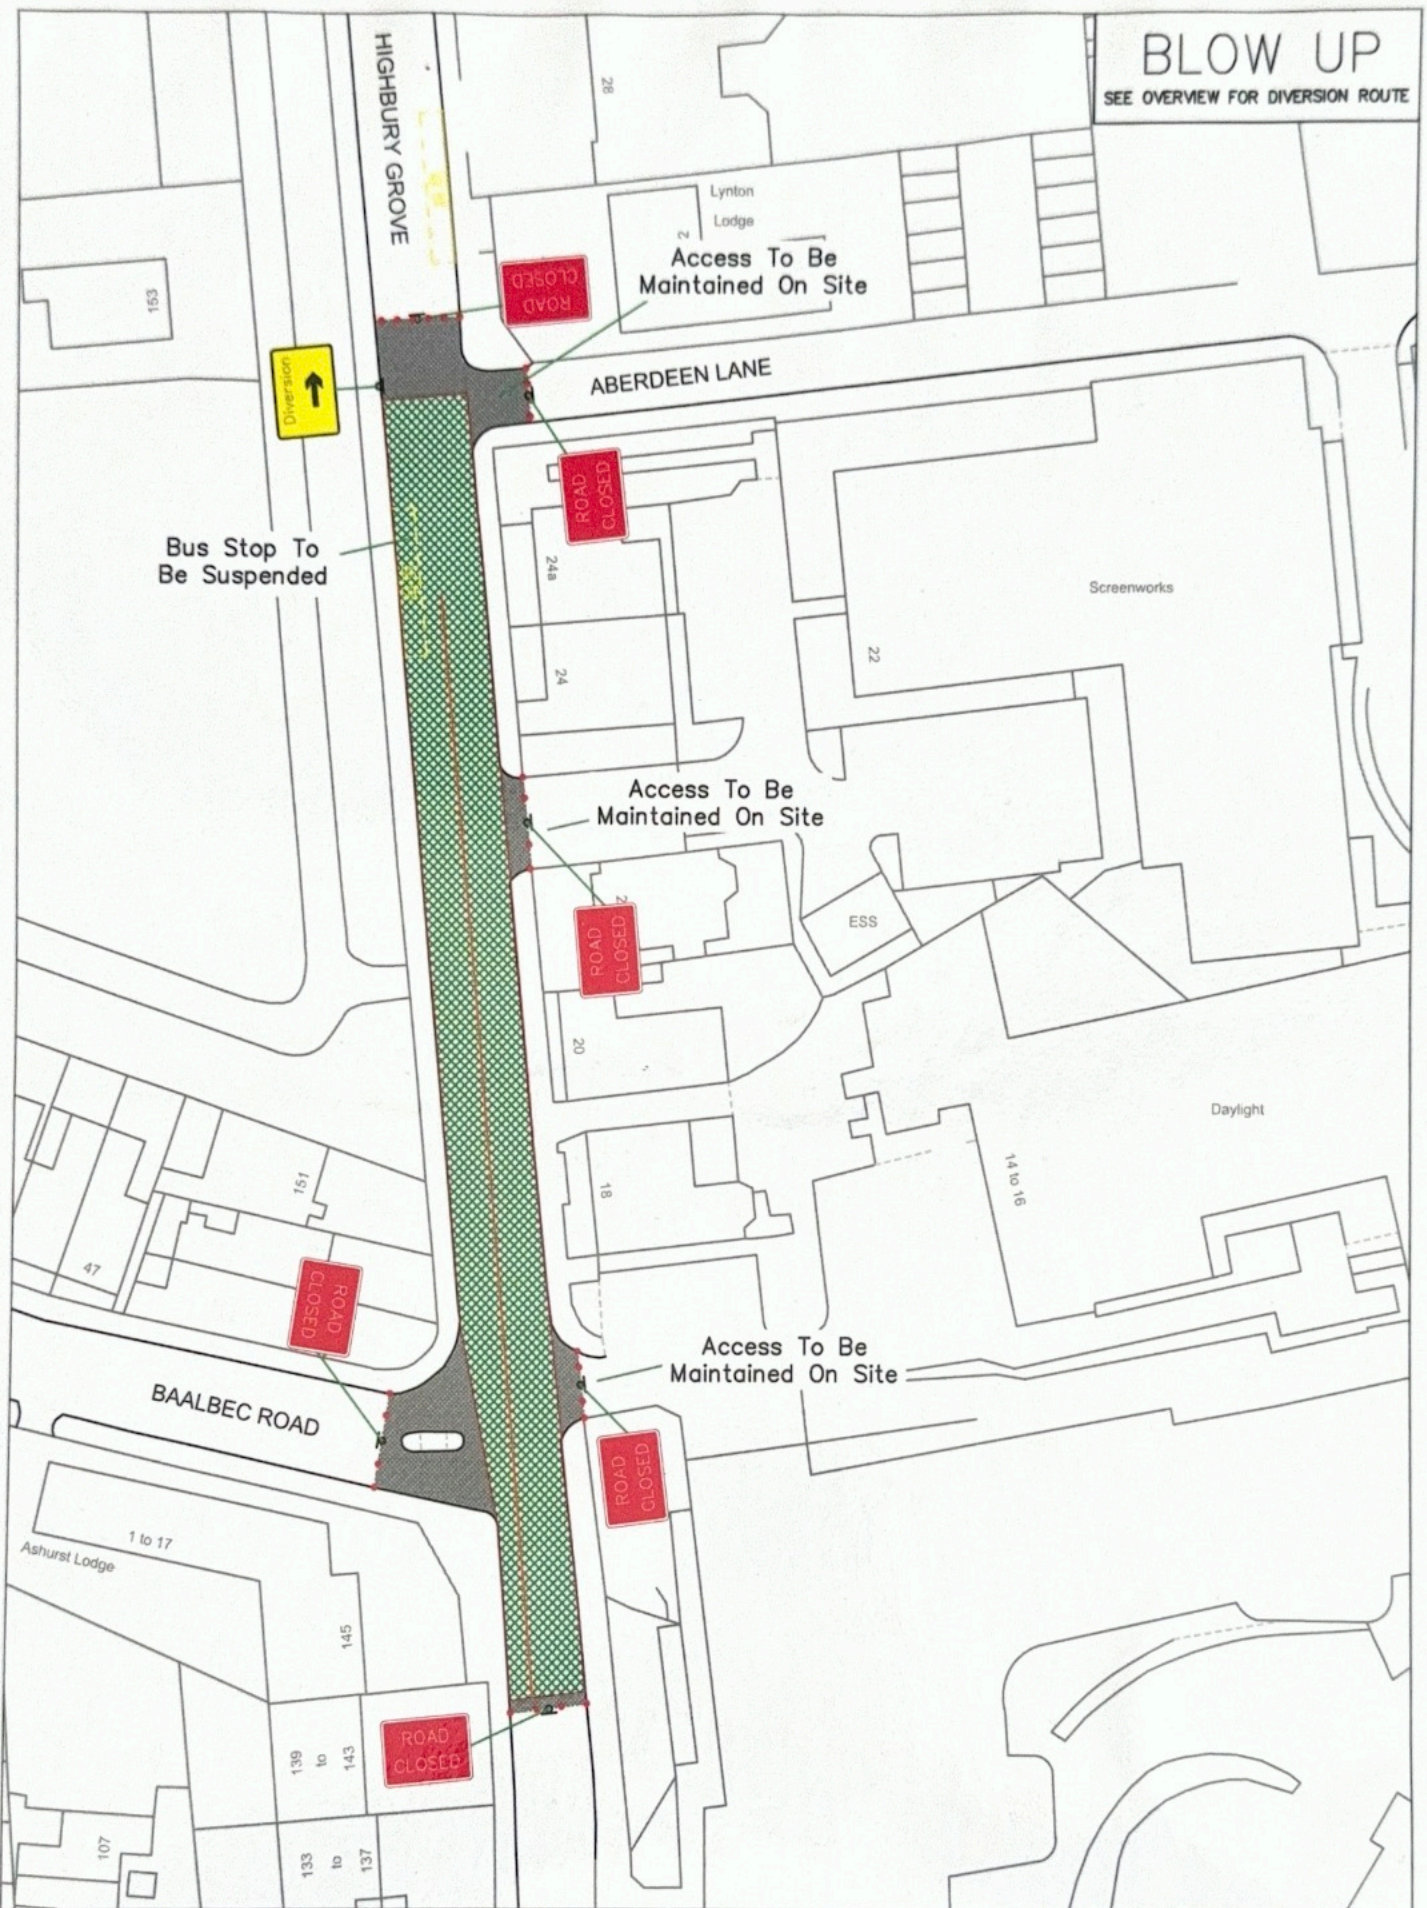 BLOW UP
SEE OVERVIEW FOR DIVERSION ROUTE
HIGHBURY GROVE
28
Lynton
Lodge
2
Access To Be
Maintained On Site
ROAD
CLOSED
153
Diversion
ABERDEEN LANE
ROAD
CLOSED
Bus Stop To
Be Suspended
24a
Screenworks
22
24
Access To Be
Maintained On Site
ROAD
CLOSED
ESS
20
Daylight
14 to 16
18
151
47
ROAD
CLOSED
Access To Be
Maintained On Site
BAALBEC ROAD
ROAD
CLOSED
1 to 17
Ashurst Lodge
145
ROAD
CLOSED
139
to
143
107
133
to
137